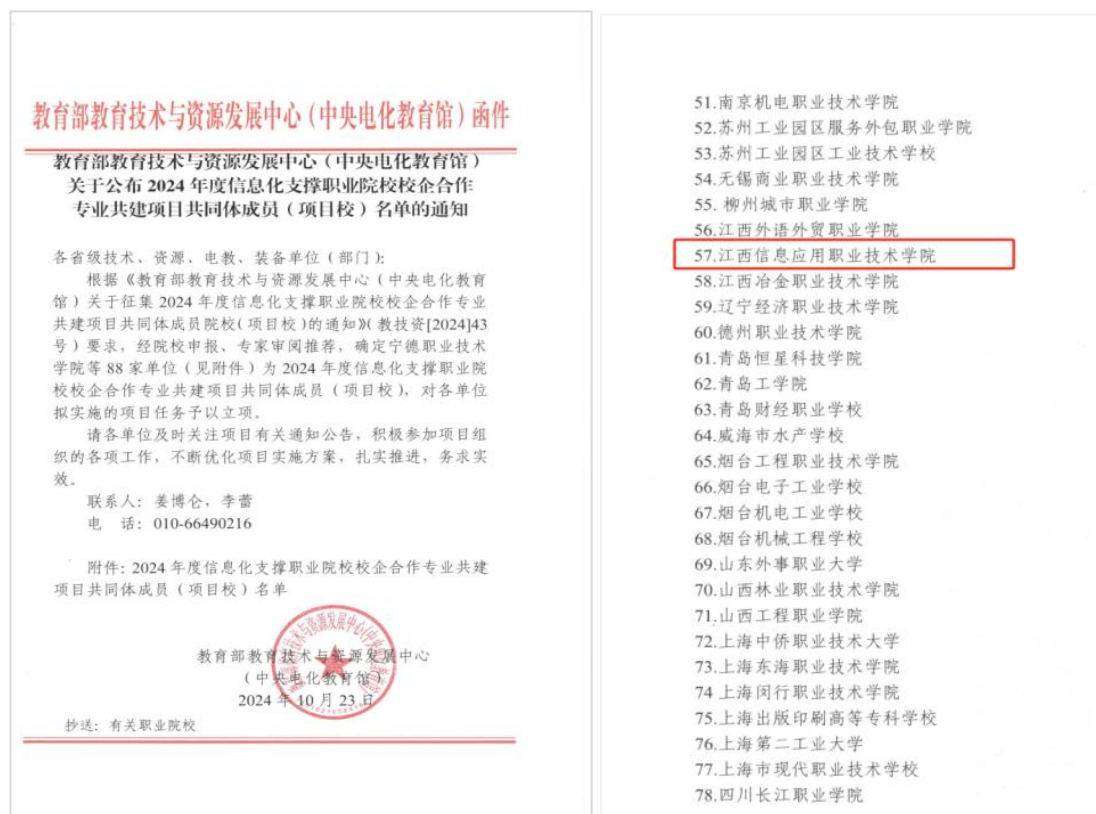 教育部教育技术与资源发展中心（中央电化教育馆）函件
教育部教育技术与资源发展中心（中央电化教育馆）
关于公布 2024 年度信息化支撑职业院校校企合作
专业共建项目共同体成员（项目校）名单的通知
各省级技术、资源、电教、装备单位（部门）：
根据《教育部教育技术与资源发展中心（中央电化教育
馆）关于征集 2024 年度信息化支撑职业院校校企合作专业
共建项目共同体成员院校（项目校）的通知》（教技资[2024]43
号）要求，经院校申报、专家审阅推荐，确定宁德职业技术
学院等 88 家单位（见附件）为 2024 年度信息化支撑职业院
校校企合作专业共建项目共同体成员（项目校），对各单位
拟实施的项目任务予以立项。
请各单位及时关注项目有关通知公告，积极参加项目组
织的各项工作，不断优化项目实施方案，扎实推进，务求实
效。
联系人：姜博仑，李蕾
电 话：010-66490216
附件：2024 年度信息化支撑职业院校校企合作专业共建
项目共同体成员（项目校）名单
教育部教育技术与资源发展中心
（中央电化教育馆）
2024 年 10 月 23 日
抄送：有关职业院校
51.南京机电职业技术学院
52.苏州工业园区服务外包职业学院
53.苏州工业园区工业技术学校
54.无锡商业职业技术学院
55. 柳州城市职业学院
56.江西外语外贸职业学院
57.江西信息应用职业技术学院
58.江西冶金职业技术学院
59.辽宁经济职业技术学院
60.德州职业技术学院
61.青岛恒星科技学院
62.青岛工学院
63.青岛财经职业学校
64.威海市水产学校
65.烟台工程职业技术学院
66.烟台电子工业学校
67.烟台机电工业学校
68.烟台机械工程学校
69.山东外事职业大学
70.山西林业职业技术学院
71.山西工程职业学院
72.上海中侨职业技术大学
73.上海东海职业技术学院
74 上海闵行职业技术学院
75.上海出版印刷高等专科学校
76.上海第二工业大学
77.上海市现代职业技术学校
78.四川长江职业学院